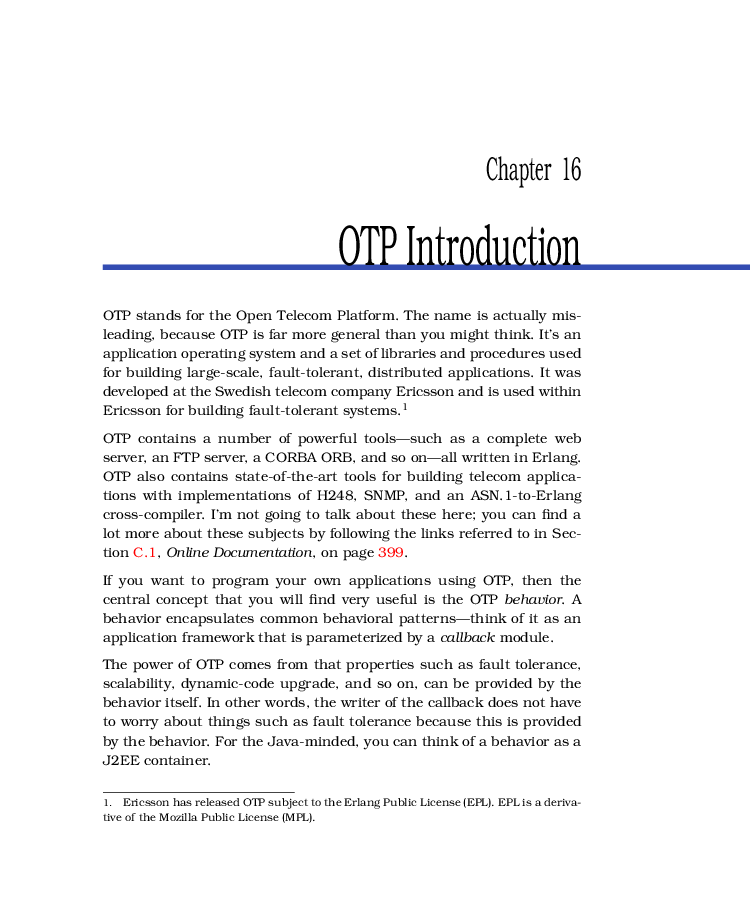 Chapter 16
OTP Introduction
OTP stands for the Open Telecom Platform. The name is actually mis-
leading, because OTP is far more general than you might think. It's an
application operating system and a set of libraries and procedures used
for building large-scale, fault-tolerant, distributed applications. It was
developed at the Swedish telecom company Ericsson and is used within
Ericsson for building fault-tolerant systems.1
OTP contains a number of powerful tools—such as a complete web
server, an FTP server, a CORBA ORB, and so on—all written in Erlang.
OTP also contains state-of-the-art tools for building telecom applica-
tions with implementations of H248, SNMP, and an ASN.1-to-Erlang
cross-compiler. I'm not going to talk about these here; you can find a
lot more about these subjects by following the links referred to in Sec-
tion C.1, Online Documentation, on page 399.
If you want to program your own applications using OTP, then the
central concept that you will find very useful is the OTP behavior. A
behavior encapsulates common behavioral patterns—think of it as an
application framework that is parameterized by a callback module.
The power of OTP comes from that properties such as fault tolerance,
scalability, dynamic-code upgrade, and so on, can be provided by the
behavior itself. In other words, the writer of the callback does not have
to worry about things such as fault tolerance because this is provided
by the behavior. For the Java-minded, you can think of a behavior as a
J2EE container.
1. Ericsson has released OTP subject to the Erlang Public License (EPL). EPL is a deriva-
tive of the Mozilla Public License (MPL).